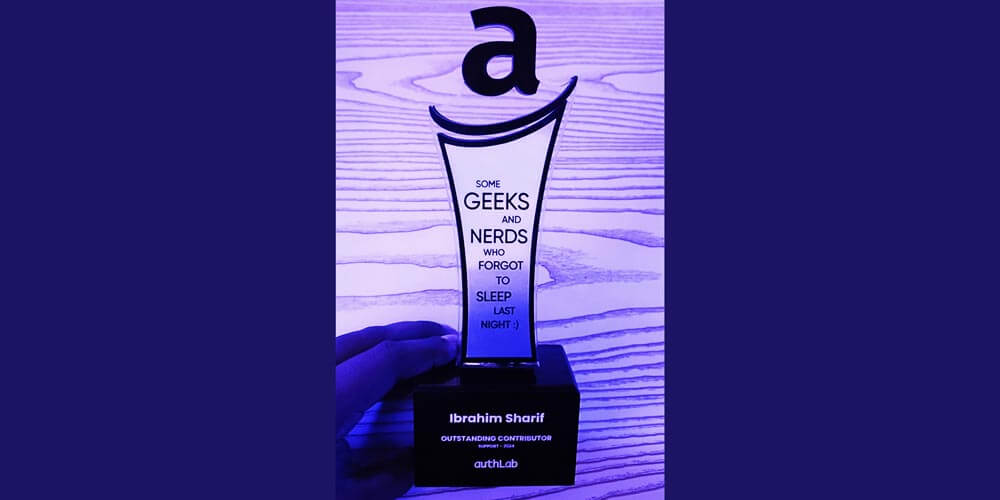 a
SOME
GEEKS
AND
NERDS
WHO
FORGOT
TO
SLEEP
LAST
NIGHT :)
Ibrahim Sharif
OUTSTANDING CONTRIBUTOR
SUPPORT - 2024
authLab